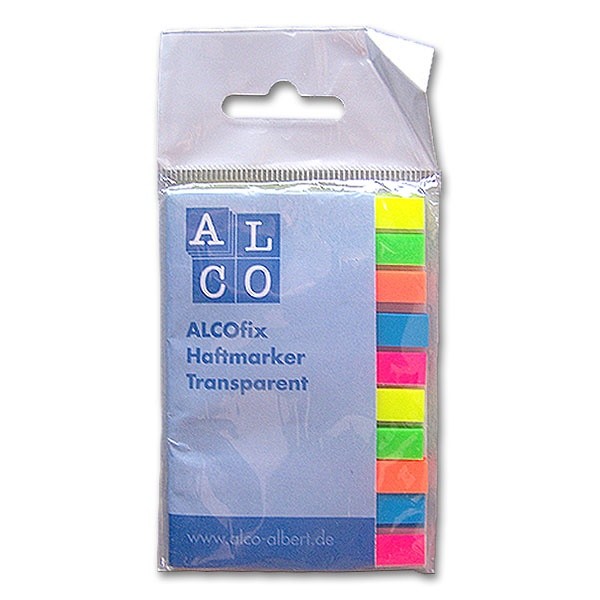 AL
CO
ALCOfix
Haftmarker
Transparent
www.alco-albert.de